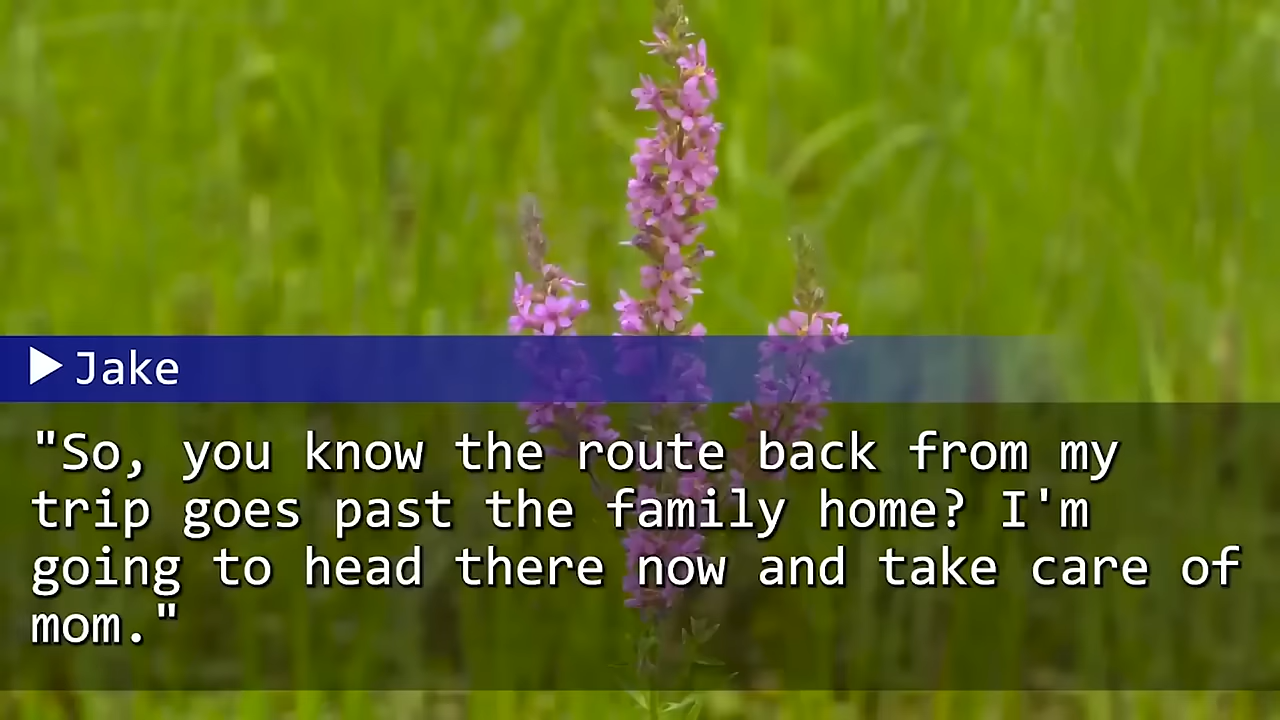 Jake
"So, you know the route back from my
trip goes past the family home? I'm
going to head there now and take care of
mom."